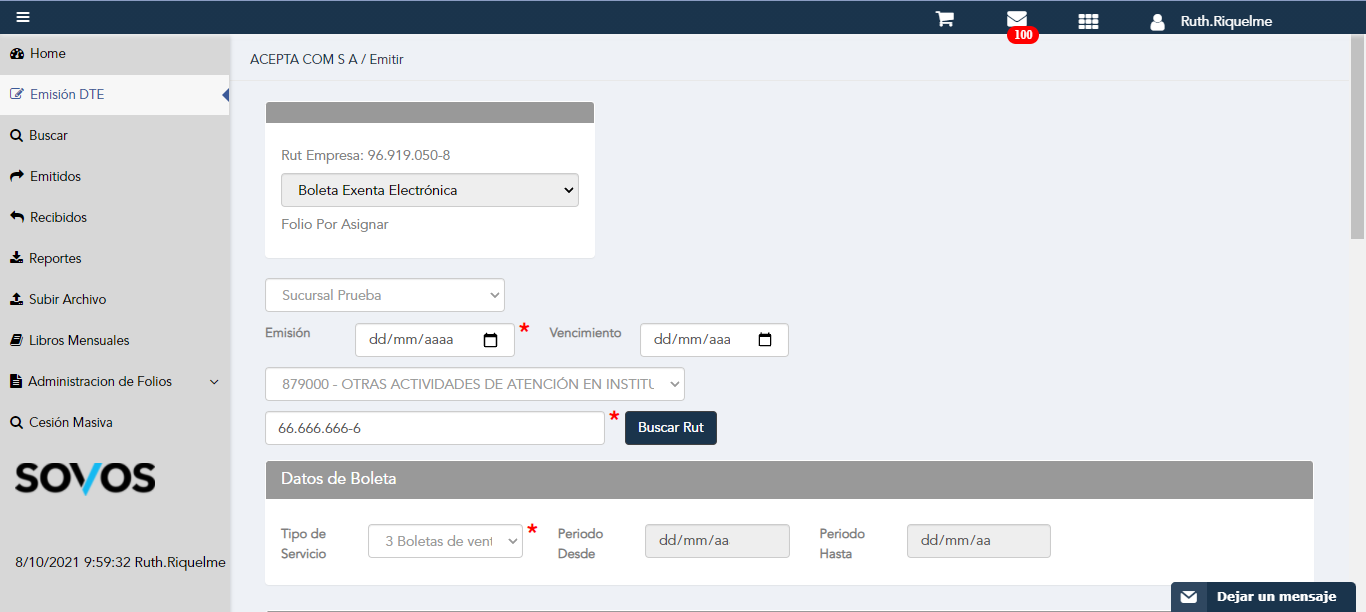 100
Ruth.Riquelme
Home
Emisión DTE
Buscar
Emitidos
Recibidos
Reportes
Subir Archivo
Libros Mensuales
Administracion de Folios
Cesión Masiva
SOVOS
8/10/2021 9:59:32 Ruth.Riquelme
ACEPTA COM S A / Emitir
Rut Empresa: 96.919.050-8
Boleta Exenta Electrónica
Folio Por Asignar
Sucursal Prueba
Emisión dd/mm/aaaa * Vencimiento dd/mm/aaa
879000 - OTRAS ACTIVIDADES DE ATENCIÓN EN INSTITU
66.666.666-6 * Buscar Rut
Datos de Boleta
Tipo de Servicio 3 Boletas de vent * Periodo Desde dd/mm/aa Periodo Hasta dd/mm/aa
Dejar un mensaje